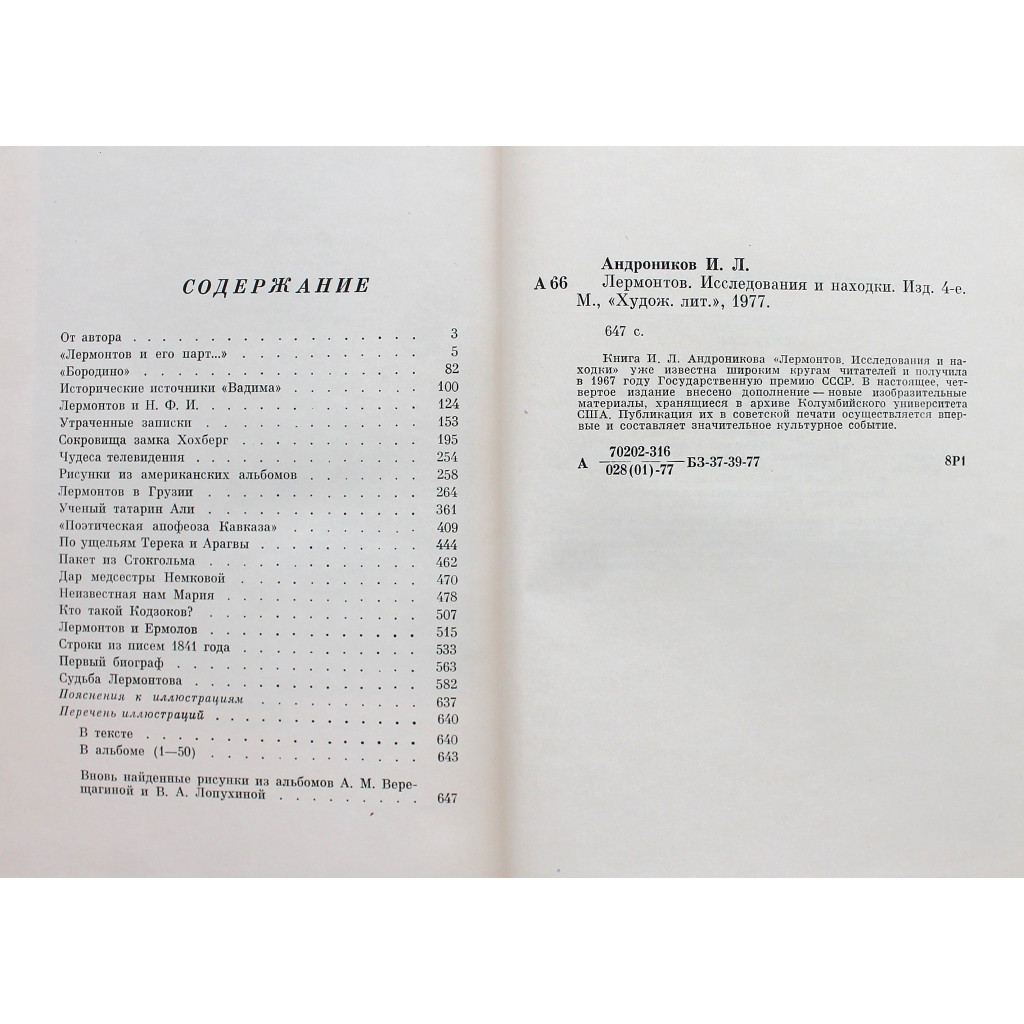 СОДЕРЖАНИЕ
От автора . . . . . . . . . . . . . . . . . . 3
«Лермонтов и его парт...» . . . . . . . . . . . 5
«Бородино» . . . . . . . . . . . . . . . . . . 82
Исторические источники «Вадима» . . . . . . . . 100
Лермонтов и Н. Ф. И. . . . . . . . . . . . . . 124
Утраченные записки . . . . . . . . . . . . . . 153
Сокровища замка Хохберг . . . . . . . . . . . . 195
Чудеса телевидения . . . . . . . . . . . . . . 254
Рисунки из американских альбомов . . . . . . . 258
Лермонтов в Грузии . . . . . . . . . . . . . . 264
Ученый татарин Али . . . . . . . . . . . . . . 361
«Поэтическая апофеоза Кавказа» . . . . . . . . 409
По ущельям Терека и Арагвы . . . . . . . . . . 444
Пакет из Стокгольма . . . . . . . . . . . . . . 462
Дар медсестры Немковой . . . . . . . . . . . . 470
Неизвестная нам Мария . . . . . . . . . . . . . 478
Кто такой Кодзоков? . . . . . . . . . . . . . . 507
Лермонтов и Ермолов . . . . . . . . . . . . . . 515
Строки из писем 1841 года . . . . . . . . . . . 533
Первый биограф . . . . . . . . . . . . . . . . 563
Судьба Лермонтова . . . . . . . . . . . . . . . 582
Пояснения к иллюстрациям . . . . . . . . . . . 637
Перечень иллюстраций . . . . . . . . . . . . . 640
В тексте . . . . . . . . . . . . . . . . . . 640
В альбоме (1—50) . . . . . . . . . . . . . . 643
Вновь найденные рисунки из альбомов А. М. Вере-
щагиной и В. А. Лопухиной . . . . . . . . . 647
Андроников И. Л.
А 66 Лермонтов. Исследования и находки. Изд. 4-е.
М., «Худож. лит.», 1977.
647 с.
Книга И. Л. Андроникова «Лермонтов. Исследования и на-
ходки» уже известна широким кругам читателей и получила
в 1967 году Государственную премию СССР. В настоящее, чет-
вертое издание внесено дополнение — новые изобразительные
материалы, хранящиеся в архиве Колумбийского университета
США. Публикация их в советской печати осуществляется впер-
вые и составляет значительное культурное событие.
70202-316
А БЗ-37-39-77 8Р1
028(01)-77